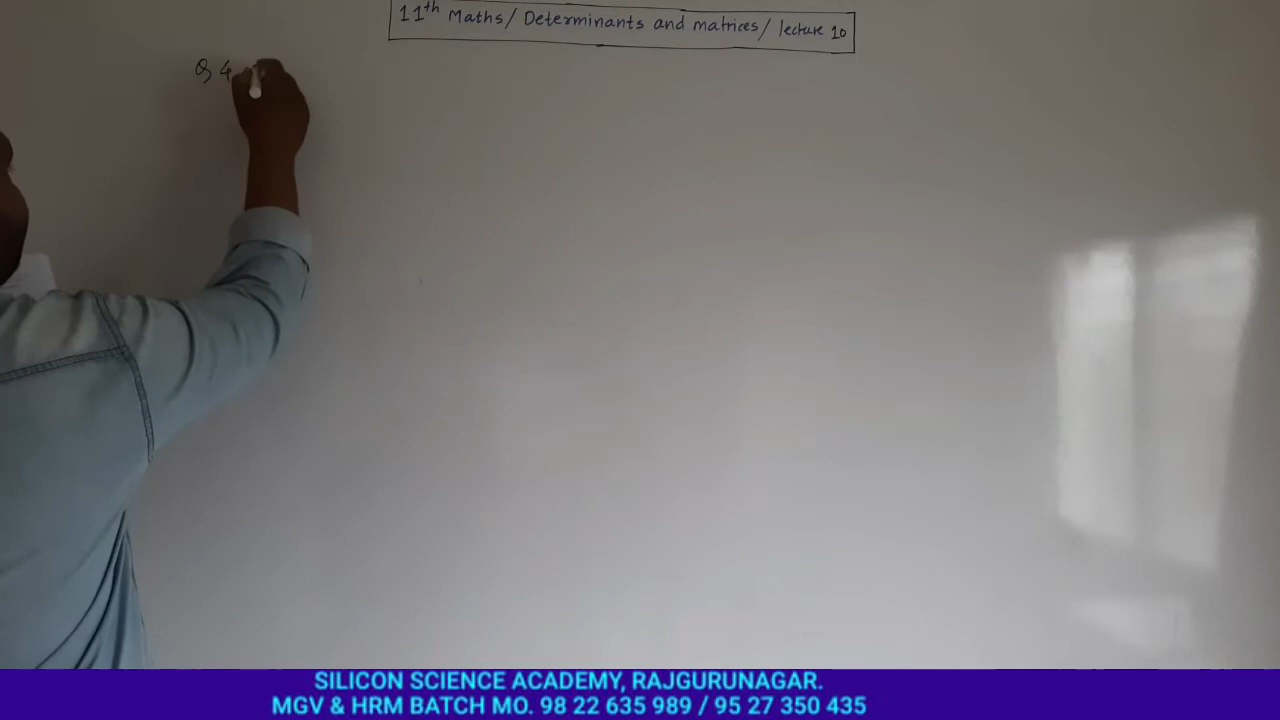 11th Maths/ Determinants and matrices/ lecture 10
Q 4
SILICON SCIENCE ACADEMY, RAJGURUNAGAR.
MGV & HRM BATCH MO. 98 22 635 989 / 95 27 350 435